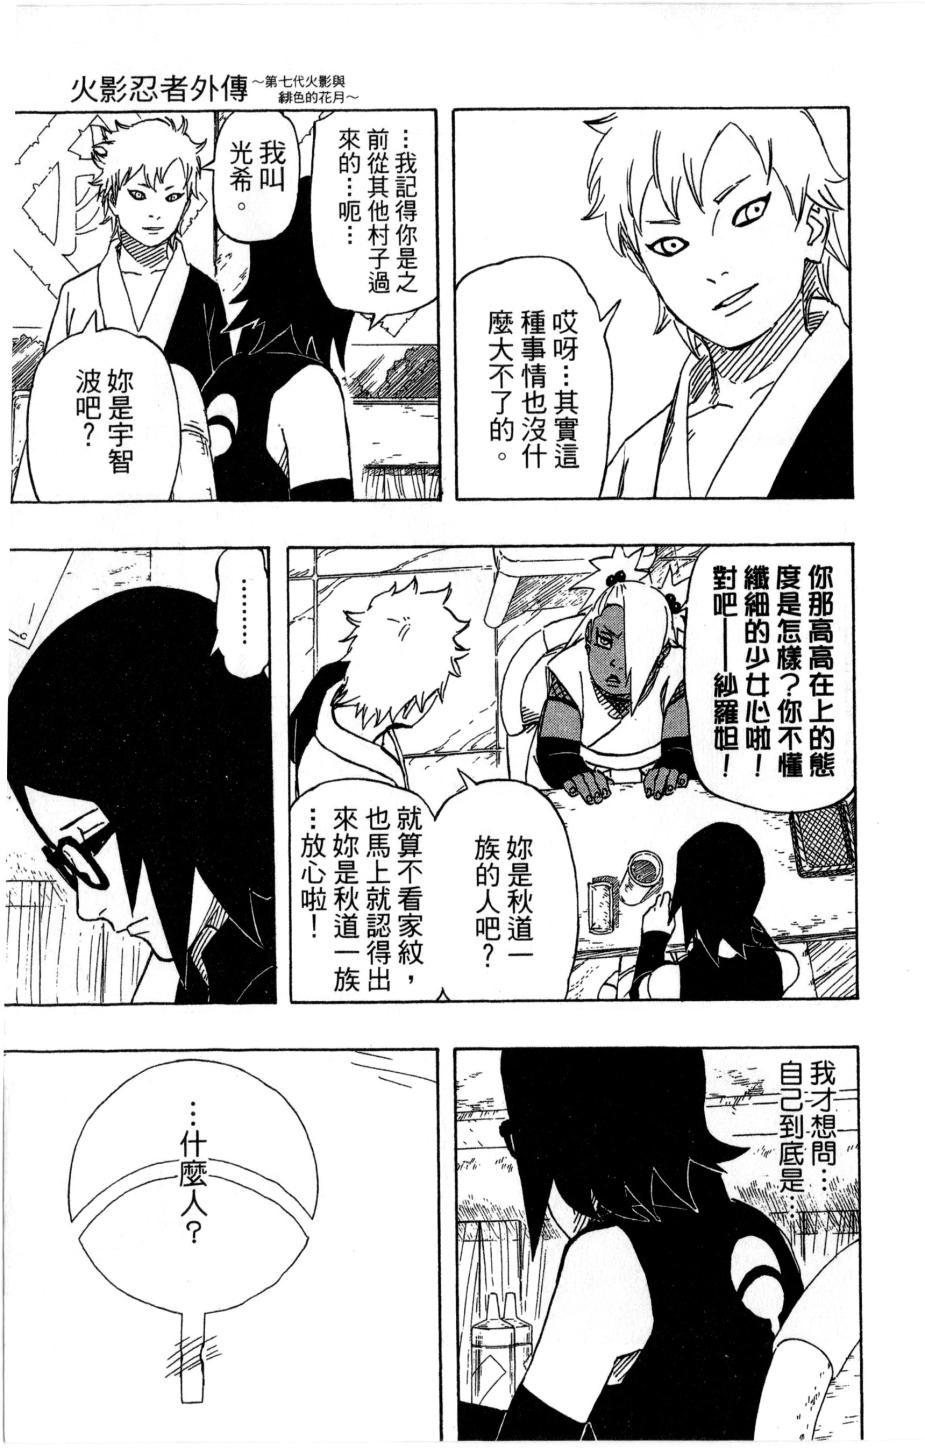 火影忍者外傳
～第七代火影與
緋色的花月～
哎呀…其實這
種事情也沒什
麼大不了的。
…我記得你是之
前從其他村子過
來的…呃…
我叫
光希。
妳是宇智
波吧？
你那高高在上的態
度是怎樣？你不懂
纖細的少女心啦！
對吧——紗羅妲！
妳是秋道一
族的人吧？
就算不看家紋，
也馬上就認得出
來妳是秋道一族
…放心啦！
………
我才想問…
自己到底是…
…什麼人？